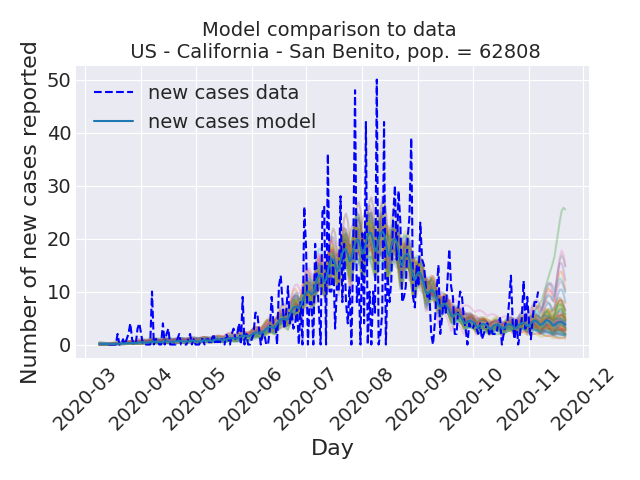 Model comparison to data
US - California - San Benito, pop. = 62808
Number of new cases reported
50
40
30
20
10
0
new cases data
new cases model
2020-03
2020-04
2020-05
2020-06
2020-07
2020-08
2020-09
2020-10
2020-11
2020-12
Day